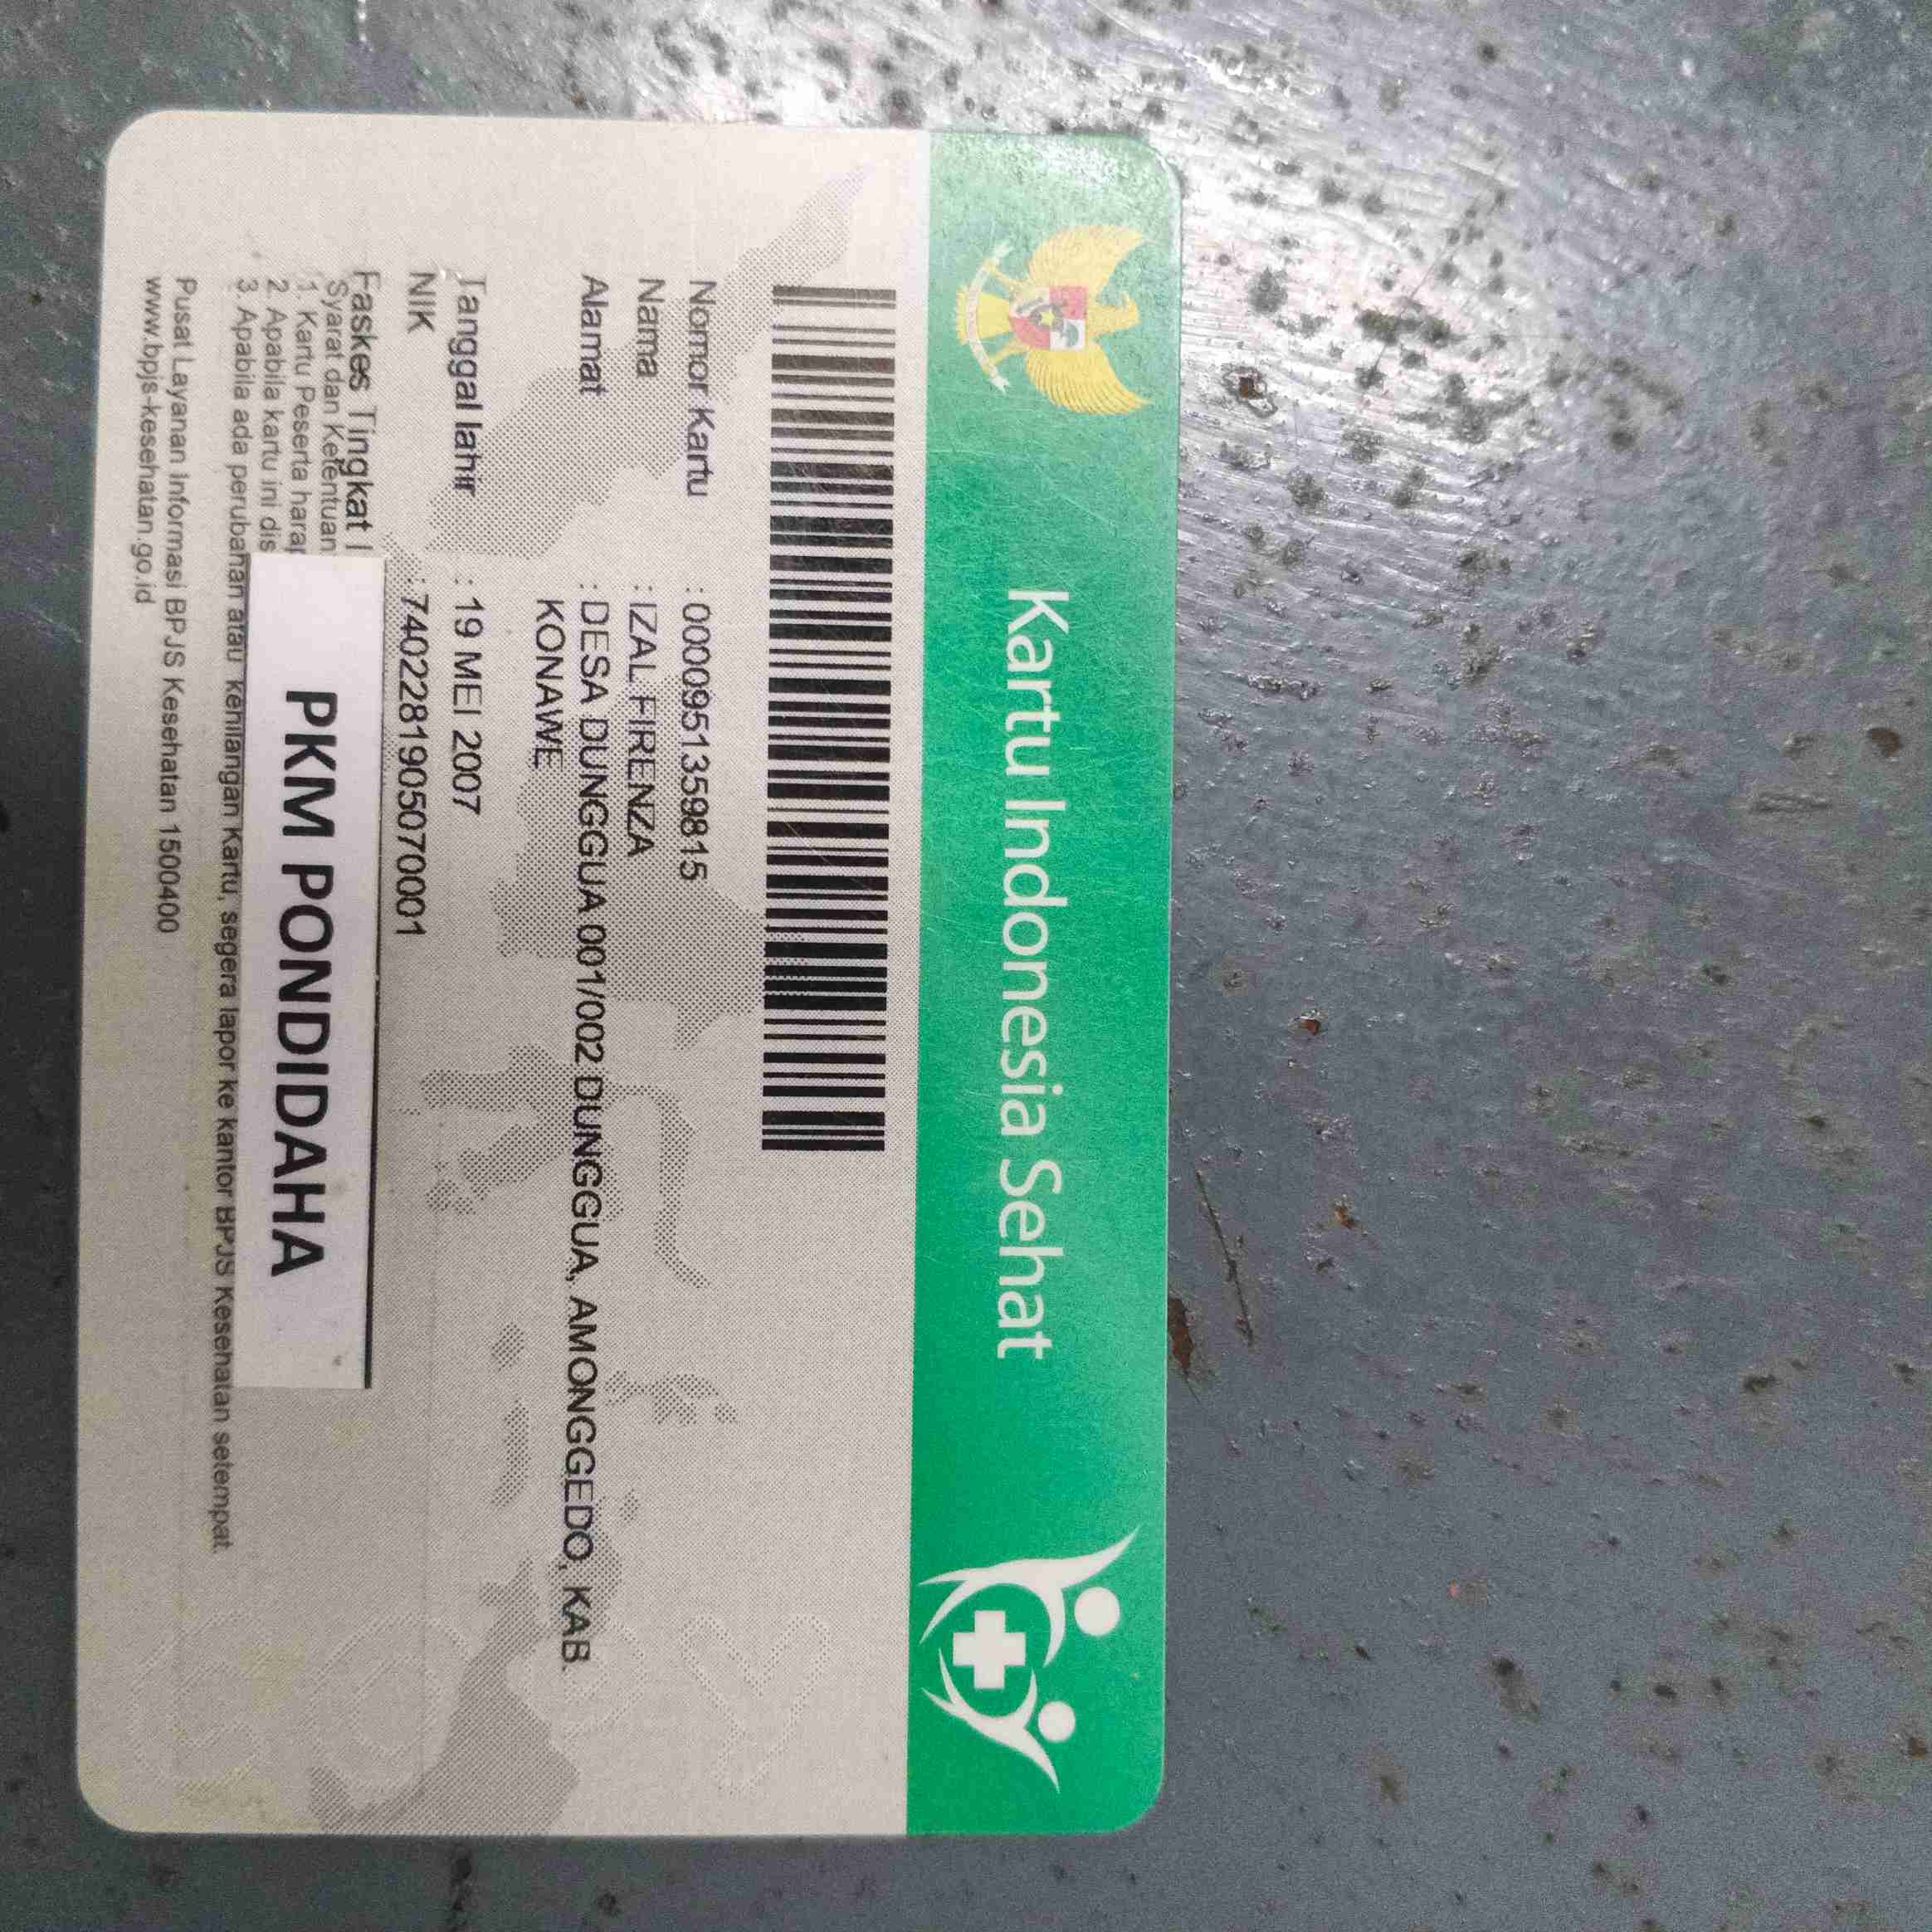 Kartu Indonesia Sehat
Nomor Kartu : 0000951359815
Nama : IZAL FIRENZA
Alamat : DESA DUNGGUA 001/002 DUNGGUA, AMONGGEDO, KAB.
KONAWE
Tanggal lahir : 19 MEI 2007
NIK : 7402281905070001
Faskes Tingkat I
PKM PONDIDAHA
Syarat dan Ketentuan
1. Kartu Peserta
2. Apabila kartu ini
3. Apabila ada perubahan atau kehilangan Kartu, segera lapor ke kantor BPJS Kesehatan setempat.
Pusat Layanan Informasi BPJS Kesehatan 1500400
www.bpjs-kesehatan.go.id